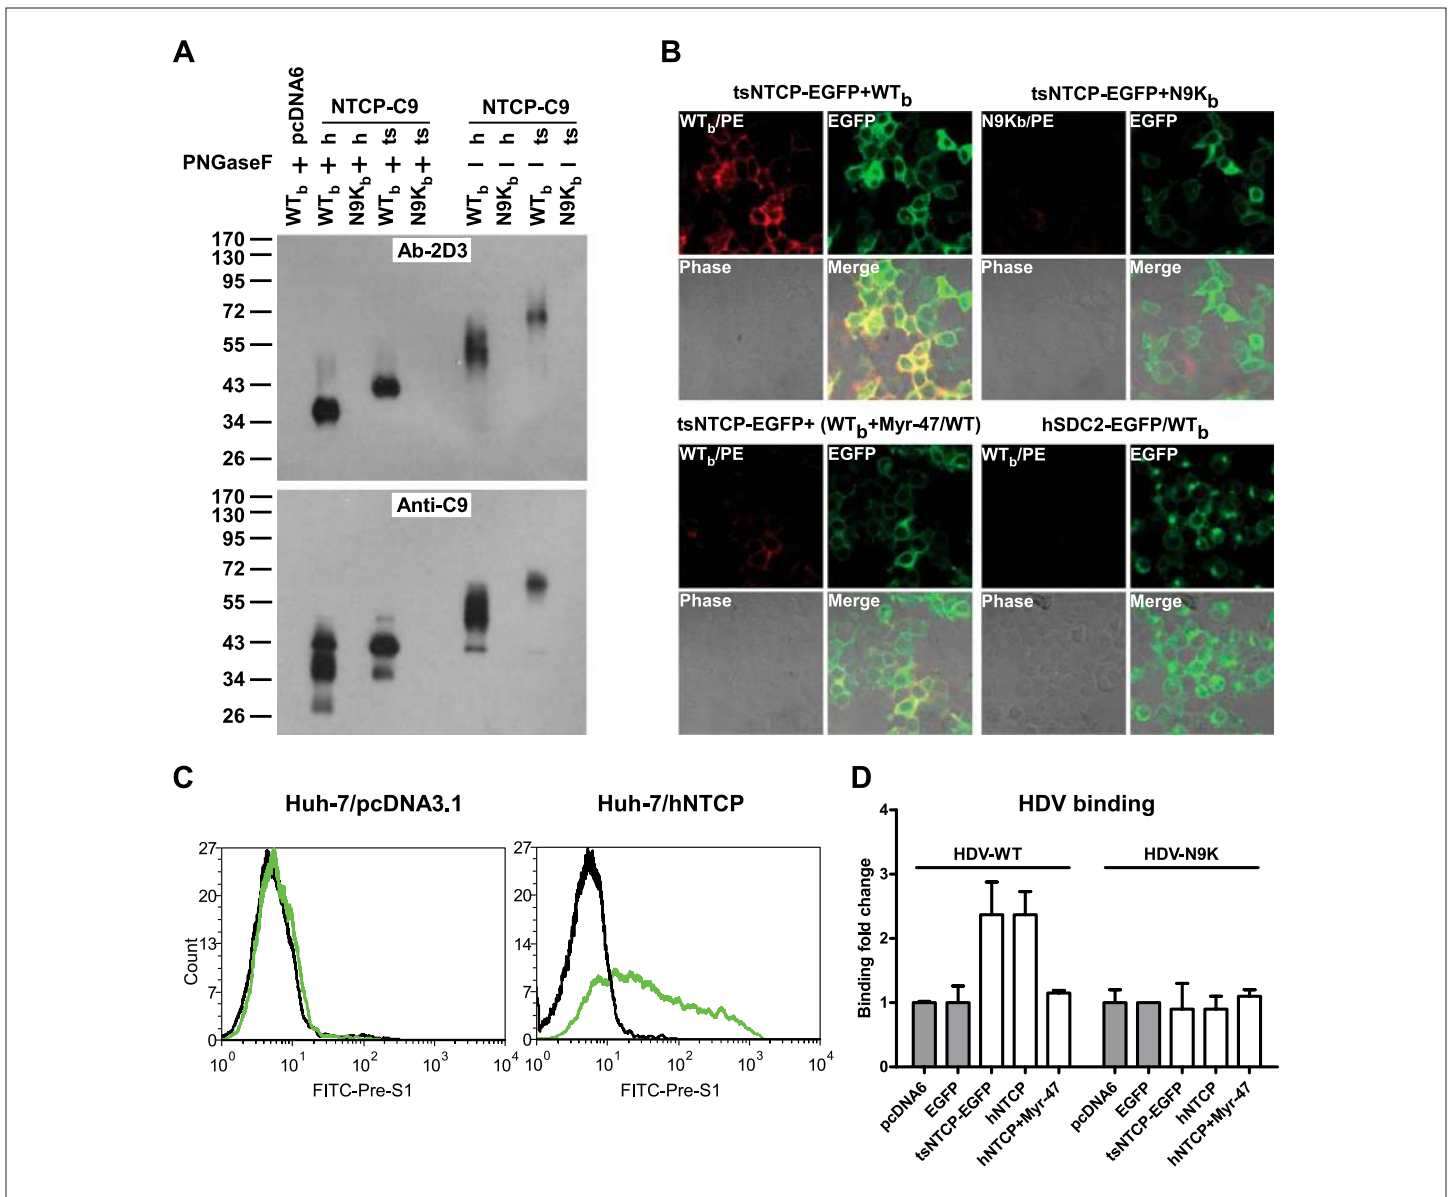 A
NTCP-C9
NTCP-C9
PNGaseF
WTb + pcDNA6
WTb + h
N9Kb + h
WTb + ts
N9Kb + ts
WTb − h
N9Kb − h
WTb − ts
N9Kb − ts
Ab-2D3
170
130
95
72
55
43
34
26
Anti-C9
170
130
95
72
55
43
34
26
B
tsNTCP-EGFP+WTb
WTb/PE
EGFP
Phase
Merge
tsNTCP-EGFP+N9Kb
N9Kb/PE
EGFP
Phase
Merge
tsNTCP-EGFP+ (WTb+Myr-47/WT)
WTb/PE
EGFP
Phase
Merge
hSDC2-EGFP/WTb
WTb/PE
EGFP
Phase
Merge
C
Huh-7/pcDNA3.1
Count
27
20
13
7
0
10^0 10^1 10^2 10^3 10^4
FITC-Pre-S1
Huh-7/hNTCP
27
20
14
7
0
10^0 10^1 10^2 10^3 10^4
FITC-Pre-S1
D
HDV binding
HDV-WT HDV-N9K
Binding fold change
4
3
2
1
0
pcDNA6
EGFP
tsNTCP-EGFP
hNTCP
hNTCP+Myr-47
pcDNA6
EGFP
tsNTCP-EGFP
hNTCP
hNTCP+Myr-47